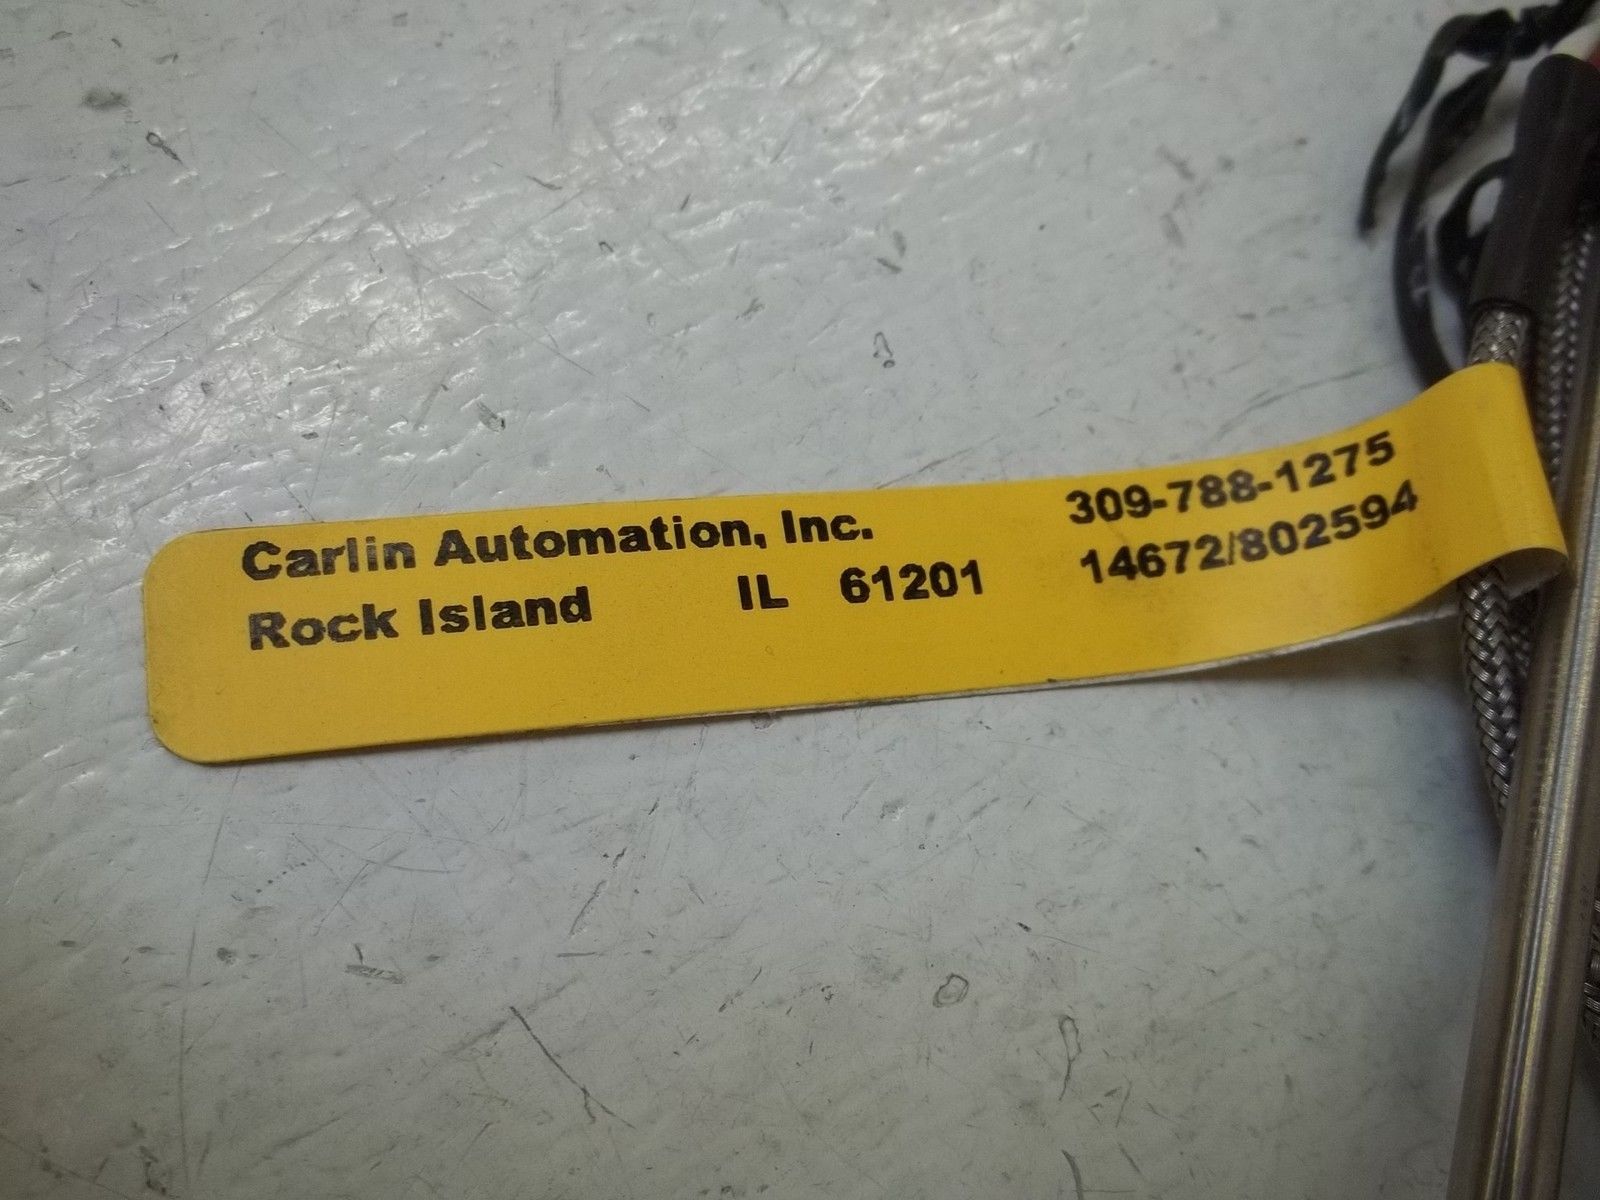 Carlin Automation, Inc. 309-788-1275
Rock Island IL 61201 14672/802594